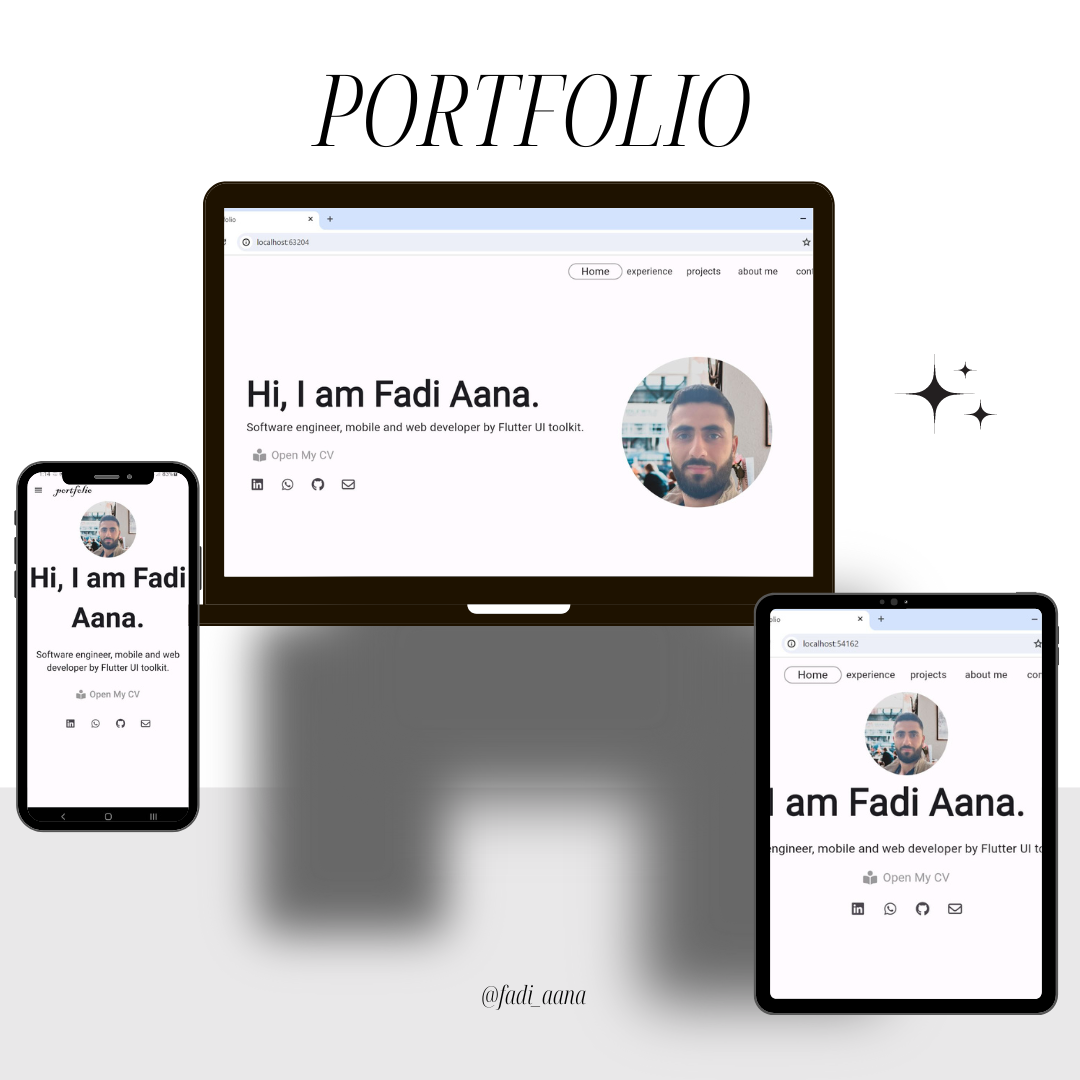 PORTFOLIO
folio
localhost:63204
Home experience projects about me cont
Hi, I am Fadi Aana.
Software engineer, mobile and web developer by Flutter UI toolkit.
Open My CV
portfolio
Hi, I am Fadi
Aana.
Software engineer, mobile and web
developer by Flutter UI toolkit.
Open My CV
olio
localhost:54162
Home experience projects about me con
I am Fadi Aana.
engineer, mobile and web developer by Flutter UI to
Open My CV
@fadi_aana